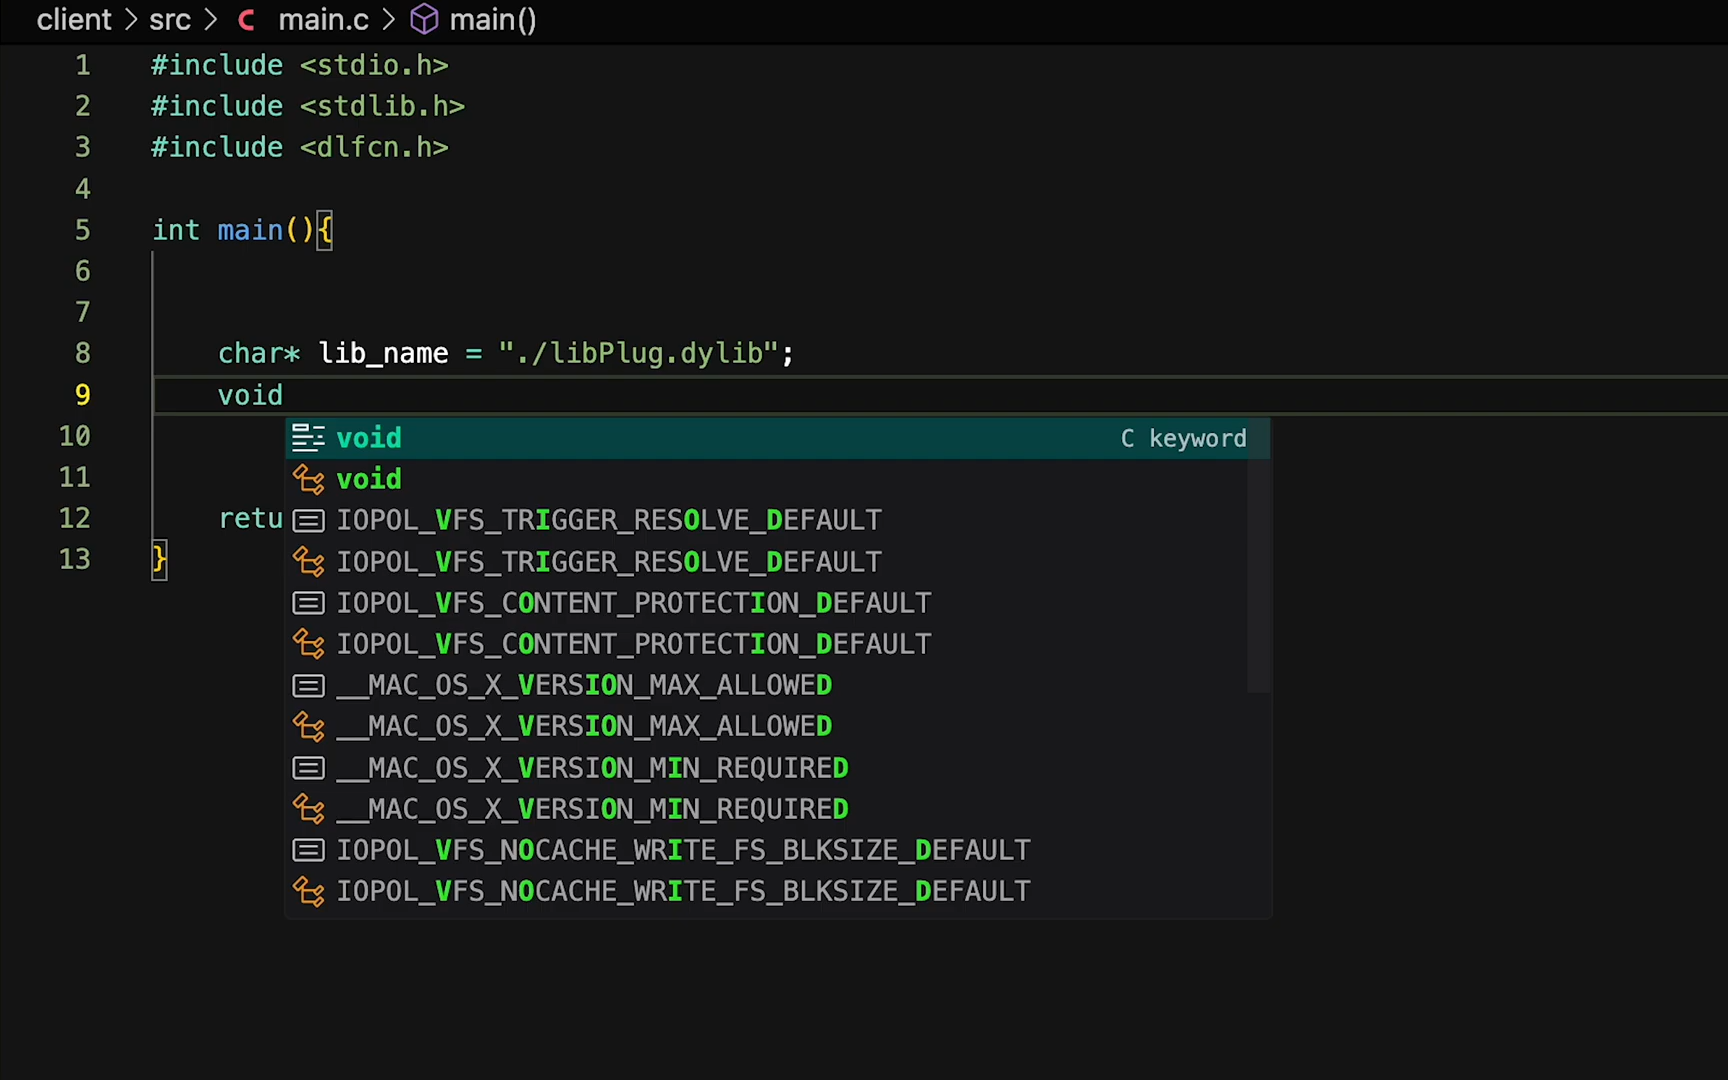 client > src > C main.c > main()
1 #include <stdio.h>
2 #include <stdlib.h>
3 #include <dlfcn.h>
4
5 int main(){
6
7
8 char* lib_name = "./libPlug.dylib";
9 void
10 void C keyword
11 void
12 retu IOPOL_VFS_TRIGGER_RESOLVE_DEFAULT
13 } IOPOL_VFS_TRIGGER_RESOLVE_DEFAULT
IOPOL_VFS_CONTENT_PROTECTION_DEFAULT
IOPOL_VFS_CONTENT_PROTECTION_DEFAULT
__MAC_OS_X_VERSION_MAX_ALLOWED
__MAC_OS_X_VERSION_MAX_ALLOWED
__MAC_OS_X_VERSION_MIN_REQUIRED
__MAC_OS_X_VERSION_MIN_REQUIRED
IOPOL_VFS_NOCACHE_WRITE_FS_BLKSIZE_DEFAULT
IOPOL_VFS_NOCACHE_WRITE_FS_BLKSIZE_DEFAULT